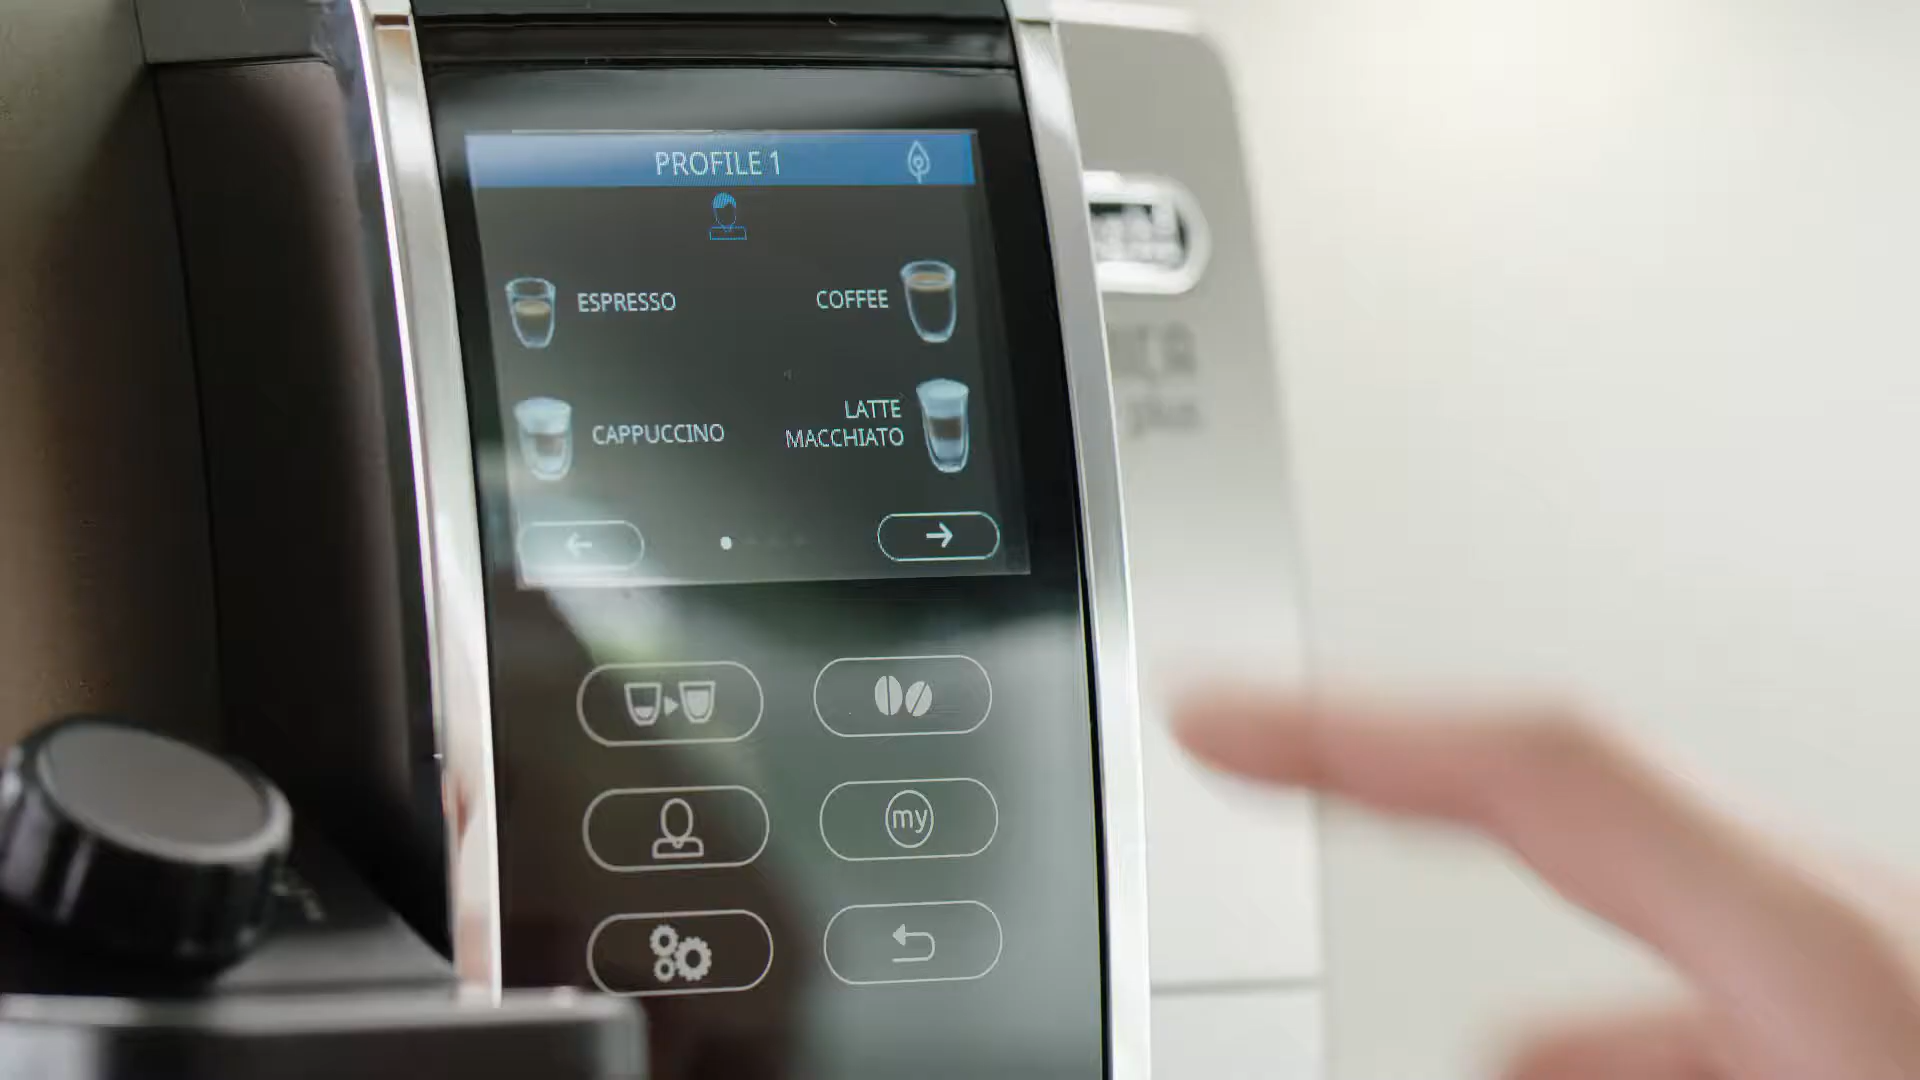 PROFILE 1
ESPRESSO
COFFEE
CAPPUCCINO
LATTE
MACCHIATO
my